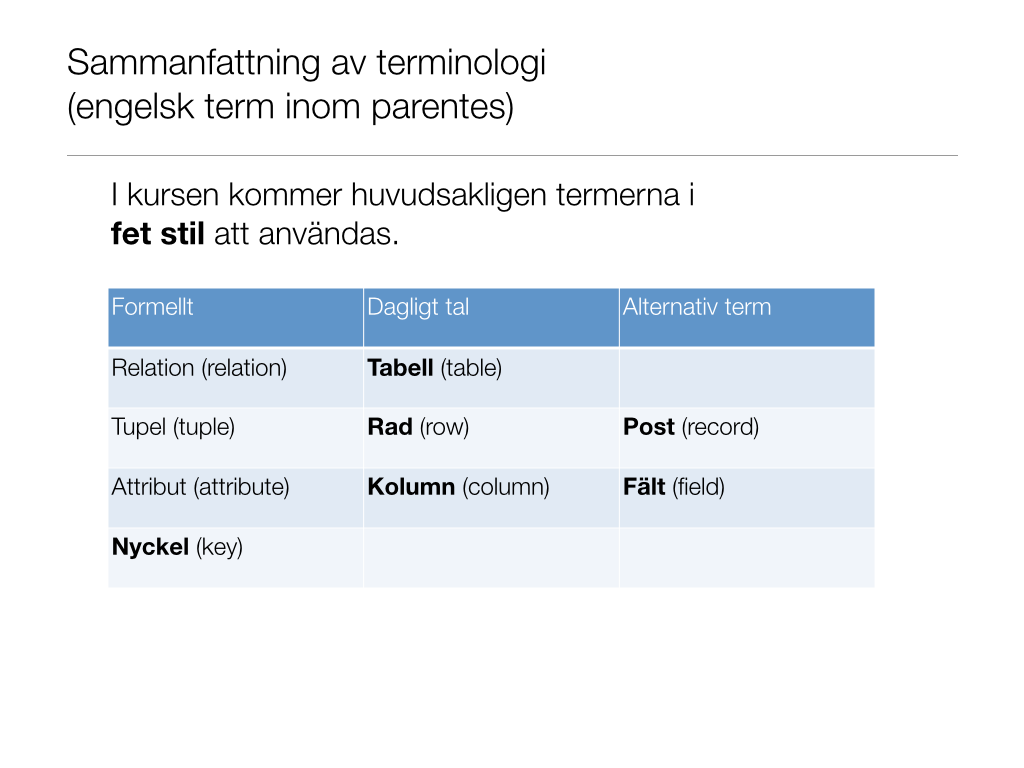 Sammanfattning av terminologi
(engelsk term inom parentes)
I kursen kommer huvudsakligen termerna i
fet stil att användas.
Formellt Dagligt tal Alternativ term
Relation (relation) Tabell (table)
Tupel (tuple) Rad (row) Post (record)
Attribut (attribute) Kolumn (column) Fält (field)
Nyckel (key)